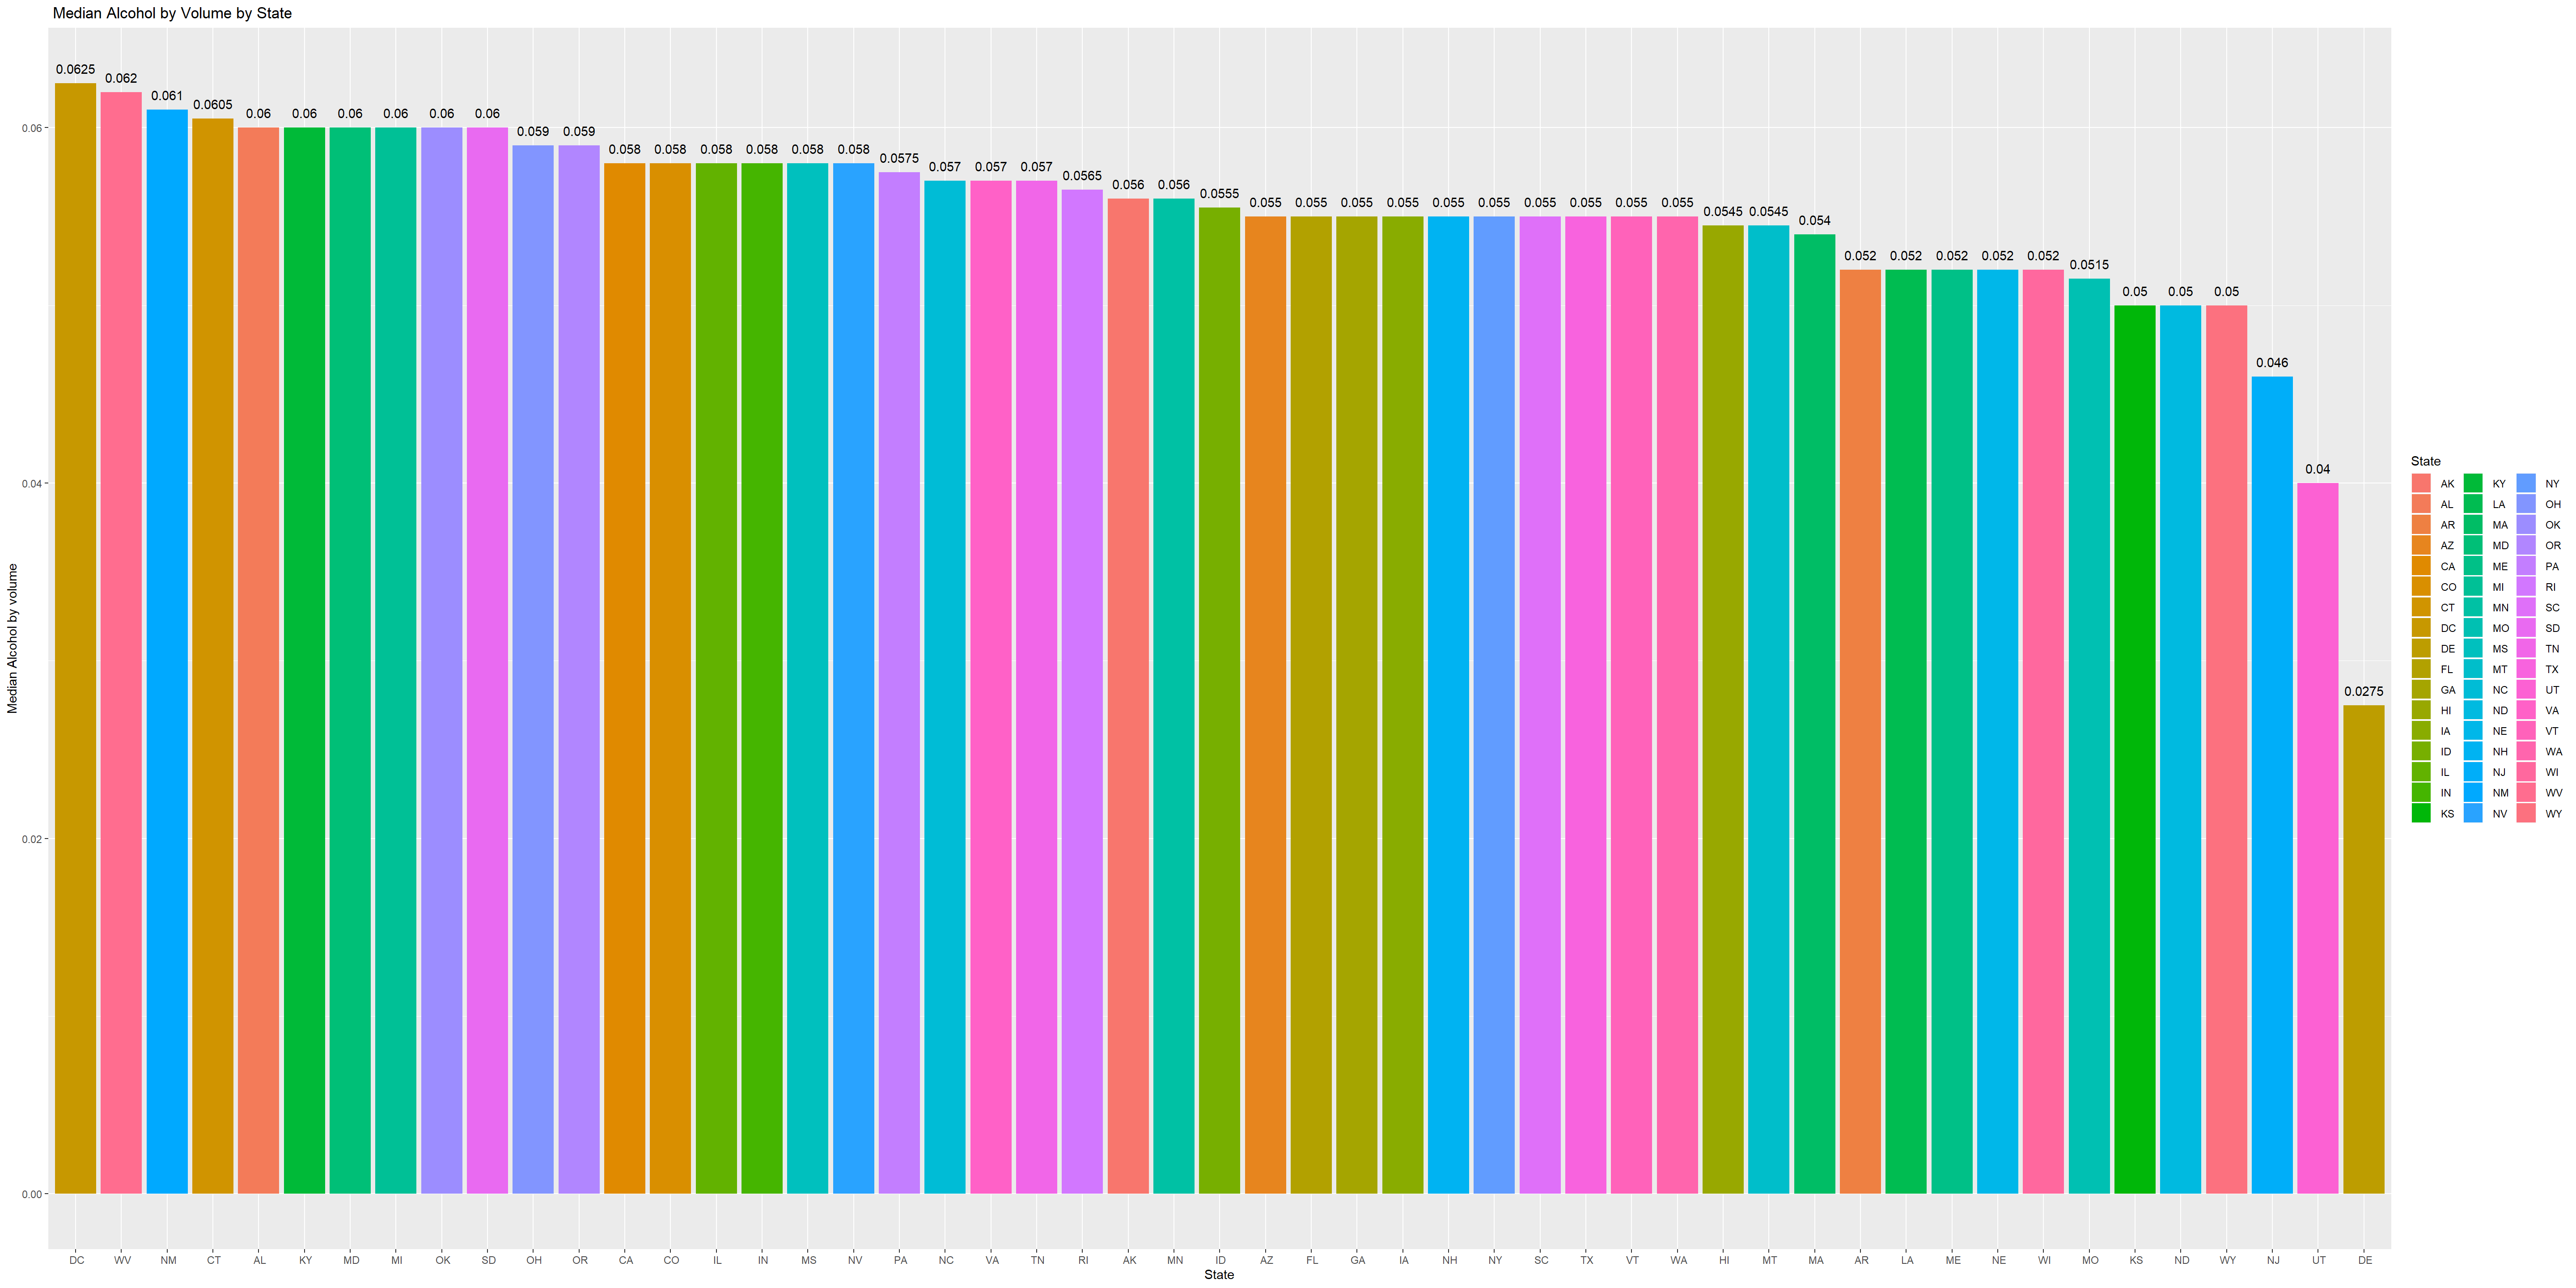 Median Alcohol by Volume by State
0.0625 0.062 0.061 0.0605 0.06 0.06 0.06 0.06 0.06 0.06 0.059 0.059 0.058 0.058 0.058 0.058 0.058 0.058 0.0575 0.057 0.057 0.057 0.0565 0.056 0.056 0.0555 0.055 0.055 0.055 0.055 0.055 0.055 0.055 0.055 0.055 0.055 0.0545 0.0545 0.054 0.052 0.052 0.052 0.052 0.052 0.0515 0.05 0.05 0.05 0.046 0.04 0.0275
0.06
0.04
0.02
0.00
Median Alcohol by volume
DC WV NM CT AL KY MD MI OK SD OH OR CA CO IL IN MS NV PA NC VA TN RI AK MN ID AZ FL GA IA NH NY SC TX VT WA HI MT MA AR LA ME NE WI MO KS ND WY NJ UT DE
State
State
AK KY NY
AL LA OH
AR MA OK
AZ MD OR
CA ME PA
CO MI RI
CT MN SC
DC MO SD
DE MS TN
FL MT TX
GA NC UT
HI ND VA
IA NE VT
ID NH WA
IL NJ WI
IN NM WV
KS NV WY